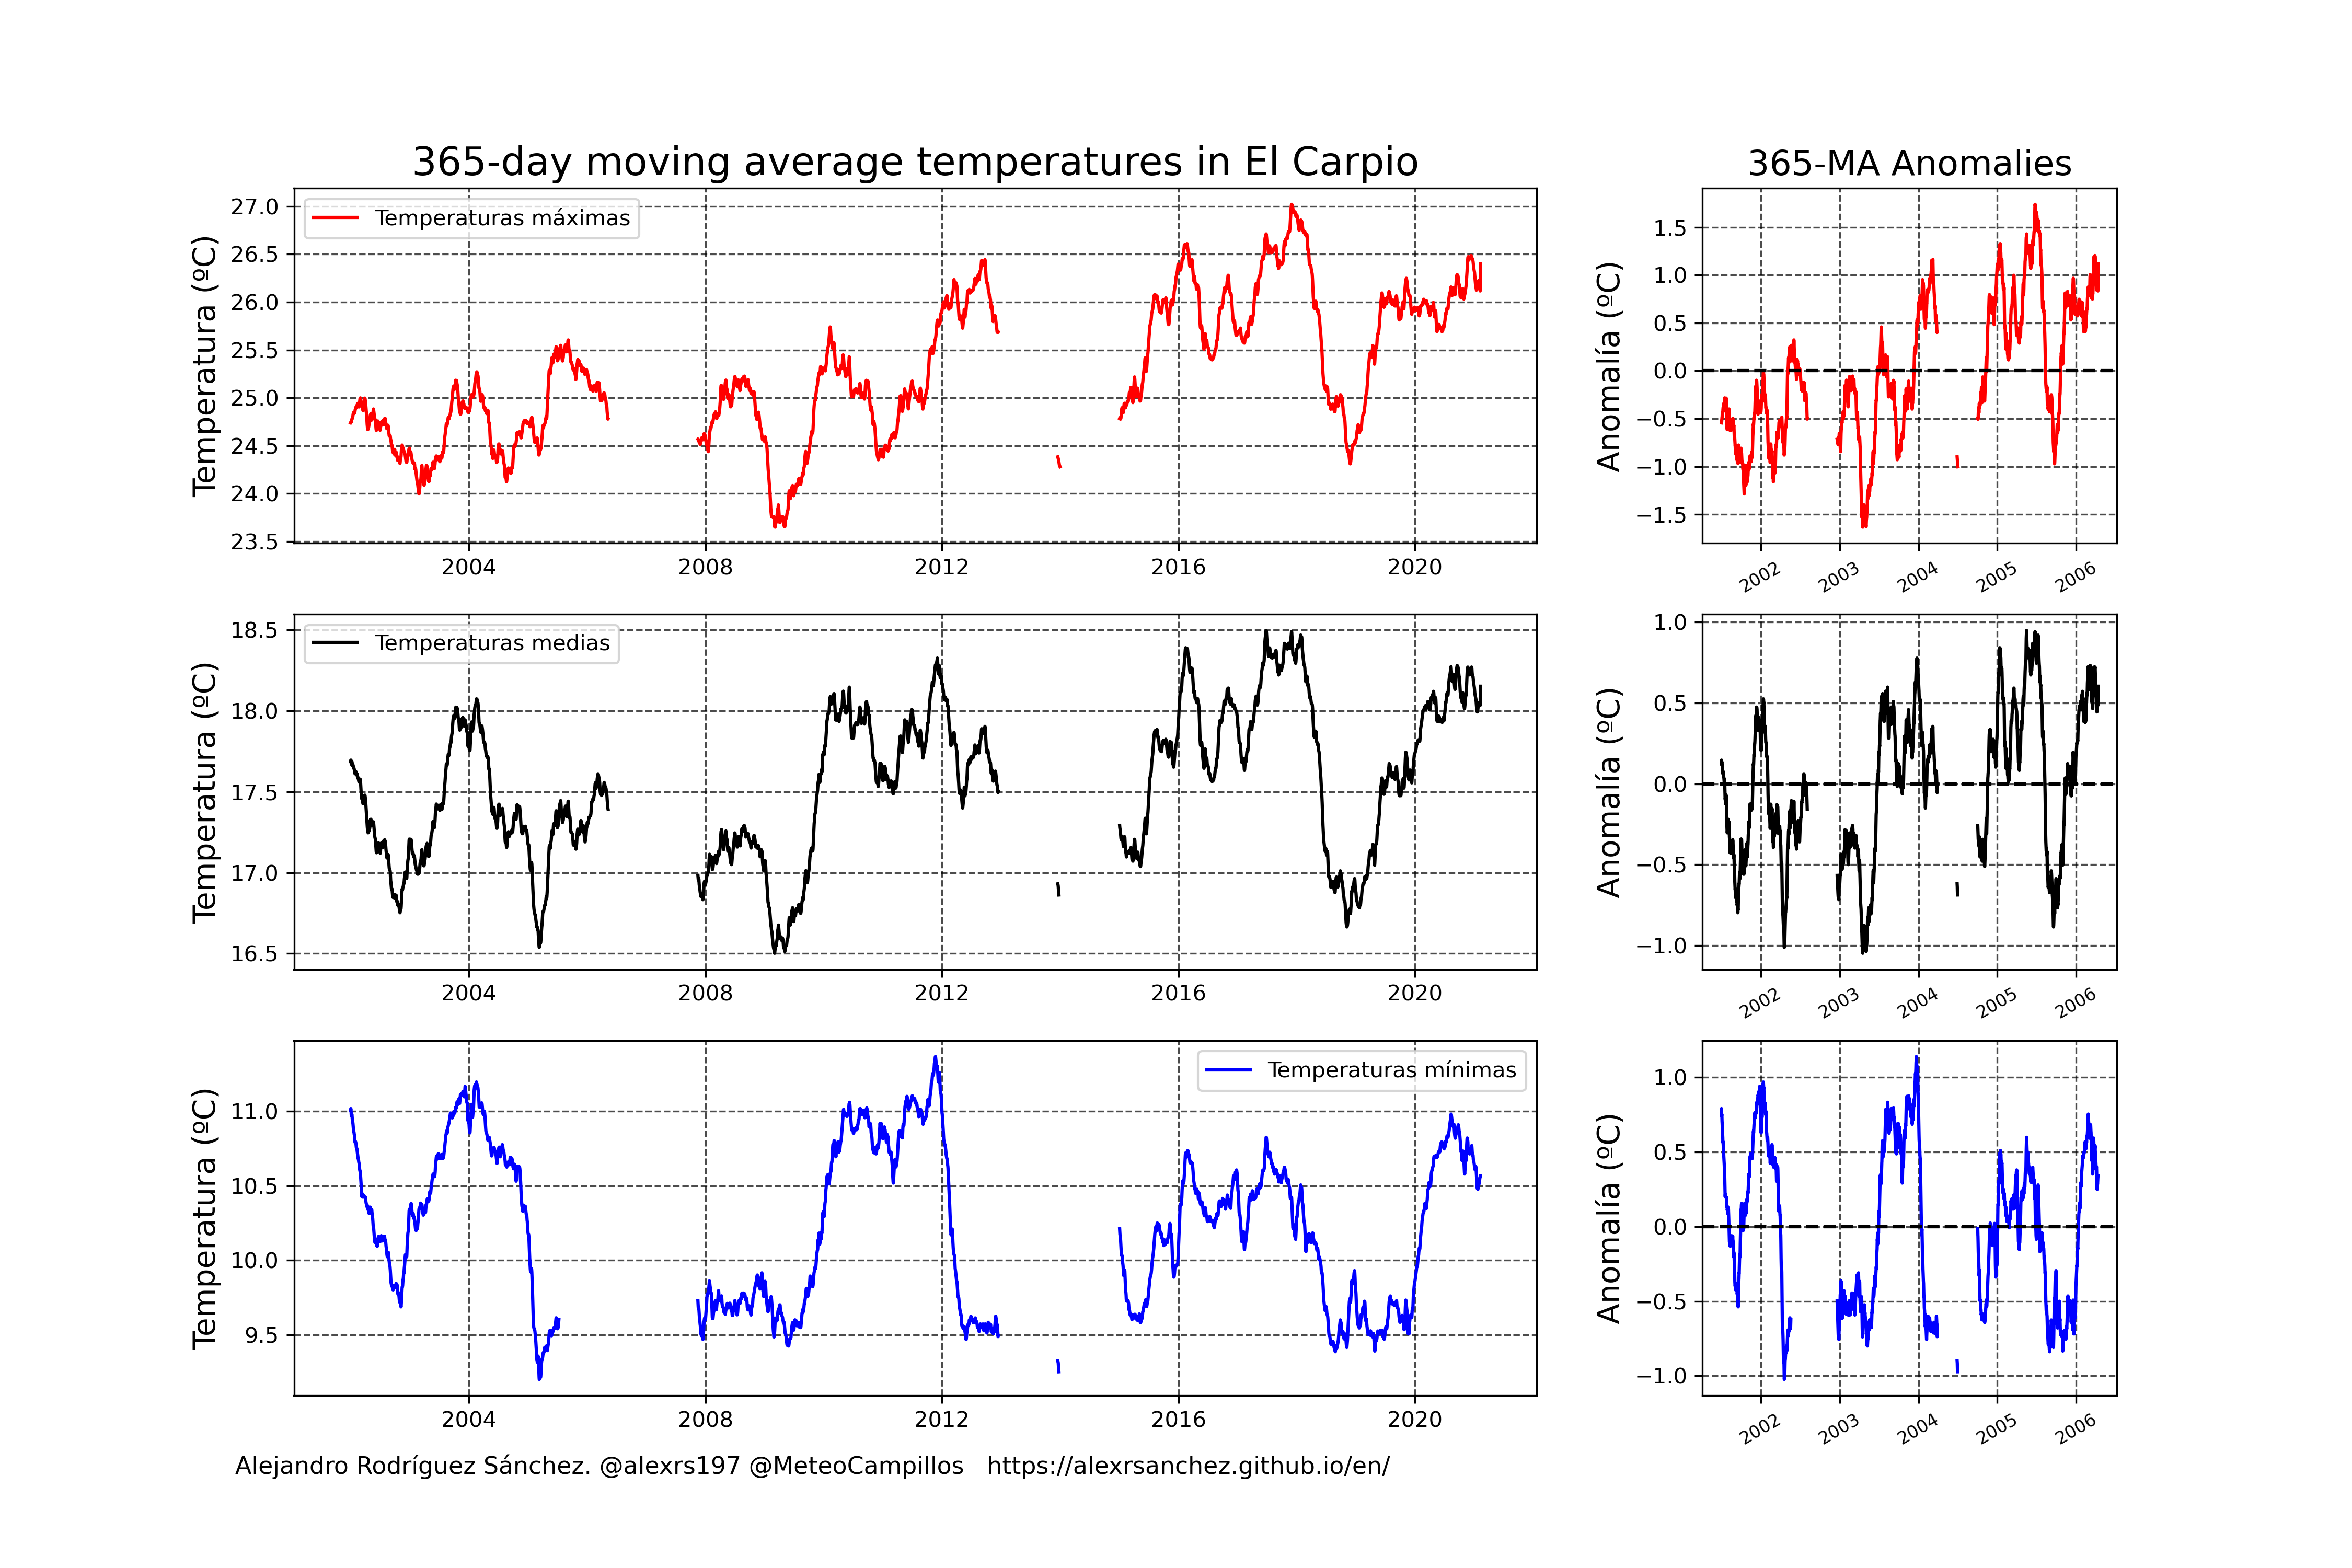 365-day moving average temperatures in El Carpio
365-MA Anomalies
Temperatura (ºC)
27.0
26.5
26.0
25.5
25.0
24.5
24.0
23.5
Temperaturas máximas
2004 2008 2012 2016 2020
Anomalía (ºC)
1.5
1.0
0.5
0.0
−0.5
−1.0
−1.5
2002 2003 2004 2005 2006
Temperatura (ºC)
18.5
18.0
17.5
17.0
16.5
Temperaturas medias
2004 2008 2012 2016 2020
Anomalía (ºC)
1.0
0.5
0.0
−0.5
−1.0
2002 2003 2004 2005 2006
Temperatura (ºC)
11.0
10.5
10.0
9.5
Temperaturas mínimas
2004 2008 2012 2016 2020
Anomalía (ºC)
1.0
0.5
0.0
−0.5
−1.0
2002 2003 2004 2005 2006
Alejandro Rodríguez Sánchez. @alexrs197 @MeteoCampillos https://alexrsanchez.github.io/en/